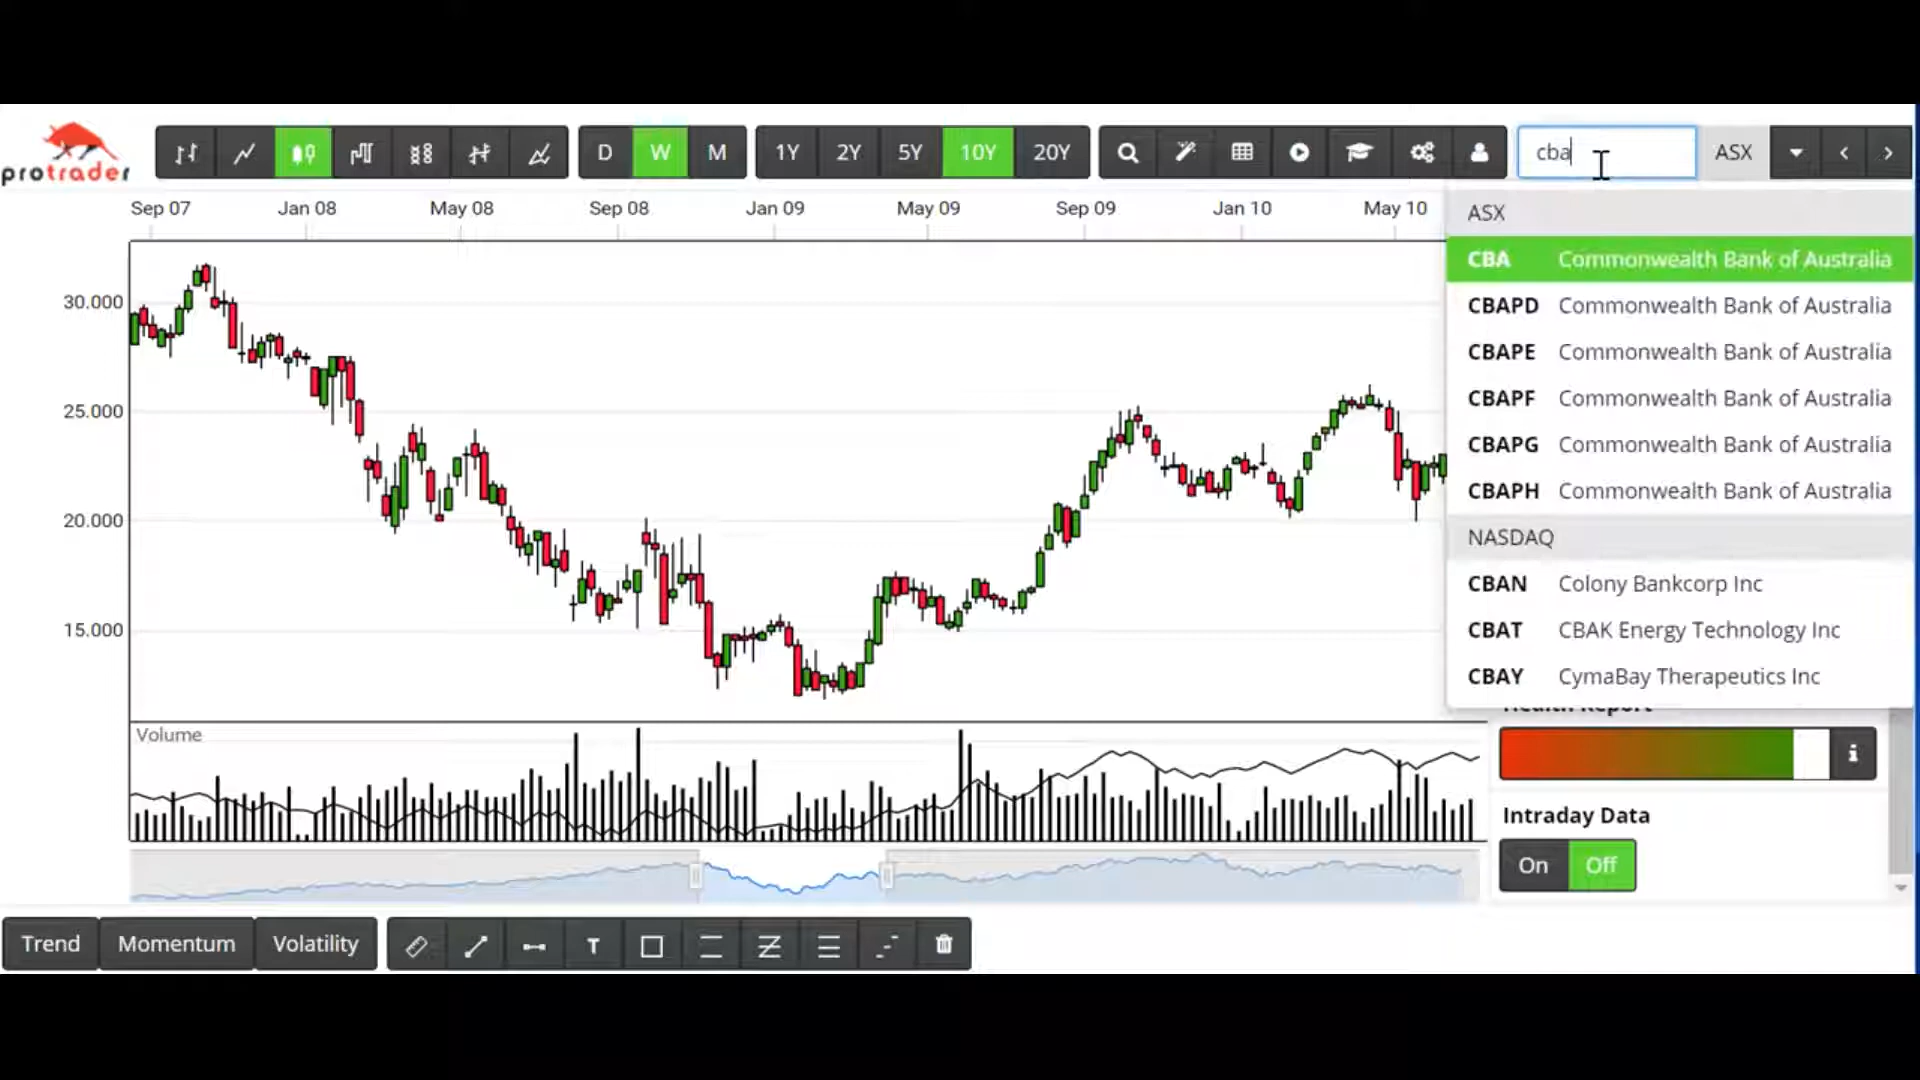 protrader
D W M 1Y 2Y 5Y 10Y 20Y cba ASX
Sep 07 Jan 08 May 08 Sep 08 Jan 09 May 09 Sep 09 Jan 10 May 10
30.000
25.000
20.000
15.000
ASX
CBA Commonwealth Bank of Australia
CBAPD Commonwealth Bank of Australia
CBAPE Commonwealth Bank of Australia
CBAPF Commonwealth Bank of Australia
CBAPG Commonwealth Bank of Australia
CBAPH Commonwealth Bank of Australia
NASDAQ
CBAN Colony Bankcorp Inc
CBAT CBAK Energy Technology Inc
CBAY CymaBay Therapeutics Inc
Health Report
Volume
Intraday Data
On Off
Trend Momentum Volatility T